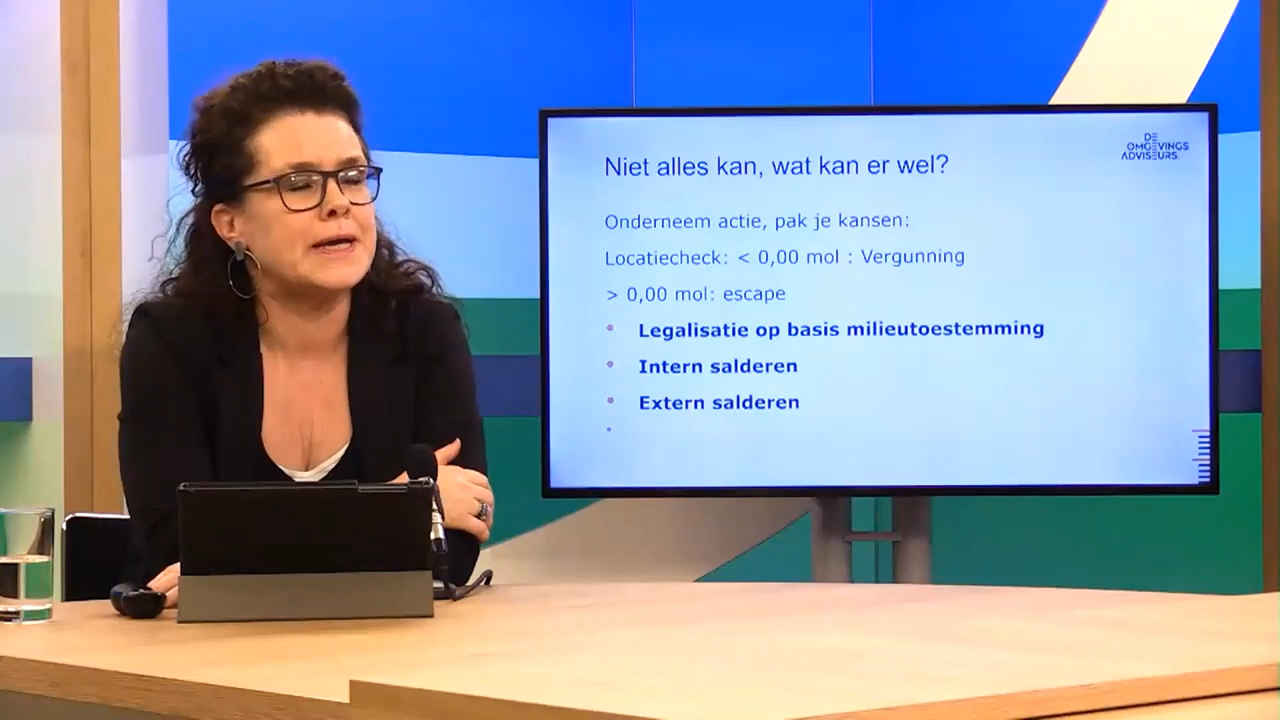 DE
OMGEVINGS
ADVISEURS.
Niet alles kan, wat kan er wel?
Onderneem actie, pak je kansen:
Locatiecheck: < 0,00 mol : Vergunning
> 0,00 mol: escape
Legalisatie op basis milieutoestemming
Intern salderen
Extern salderen